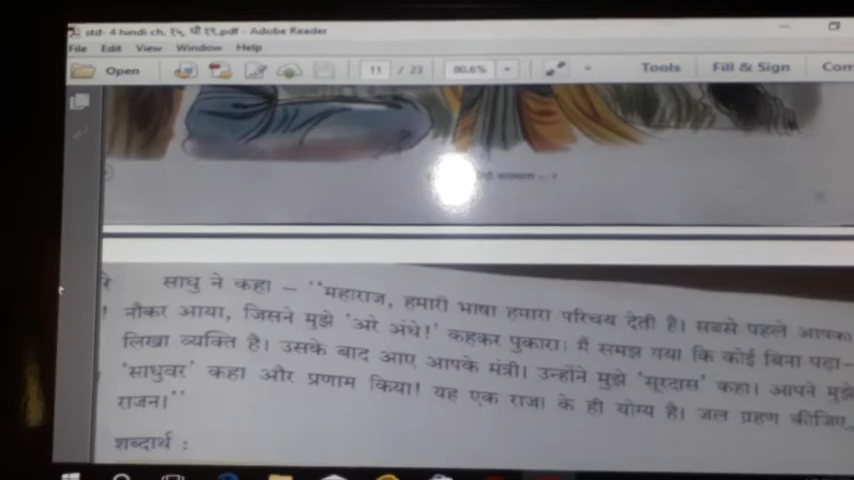 std- 4 hindi ch. १५ थी १९.pdf - Adobe Reader
File Edit View Window Help
Open 11 / 23 80.6% Tools Fill & Sign Com
साधु ने कहा – "महाराज, हमारी भाषा हमारा परिचय देती है। सबसे पहले आपका
नौकर आया, जिसने मुझे 'अरे अंधे!' कहकर पुकारा। मैं समझ गया कि कोई बिना पढ़ा-
लिखा व्यक्ति है। उसके बाद आए आपके मंत्री। उन्होंने मुझे 'सूरदास' कहा। आपने मुझे
'साधुवर' कहा और प्रणाम किया! यह एक राजा के ही योग्य है। जल ग्रहण कीजिए,
राजन।"
शब्दार्थ :